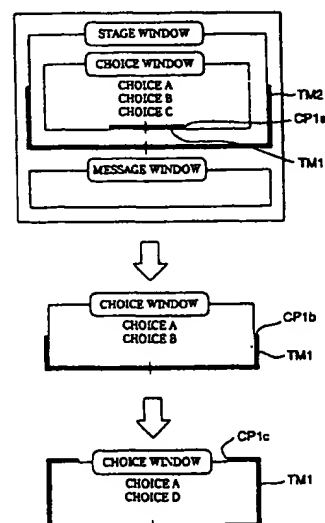 STAGE WINDOW
CHOICE WINDOW
CHOICE A
CHOICE B
CHOICE C
TM2
CP1a
TM1
MESSAGE WINDOW
CHOICE WINDOW
CHOICE A
CHOICE B
CP1b
TM1
CP1c
CHOICE WINDOW
CHOICE A
CHOICE D
TM1